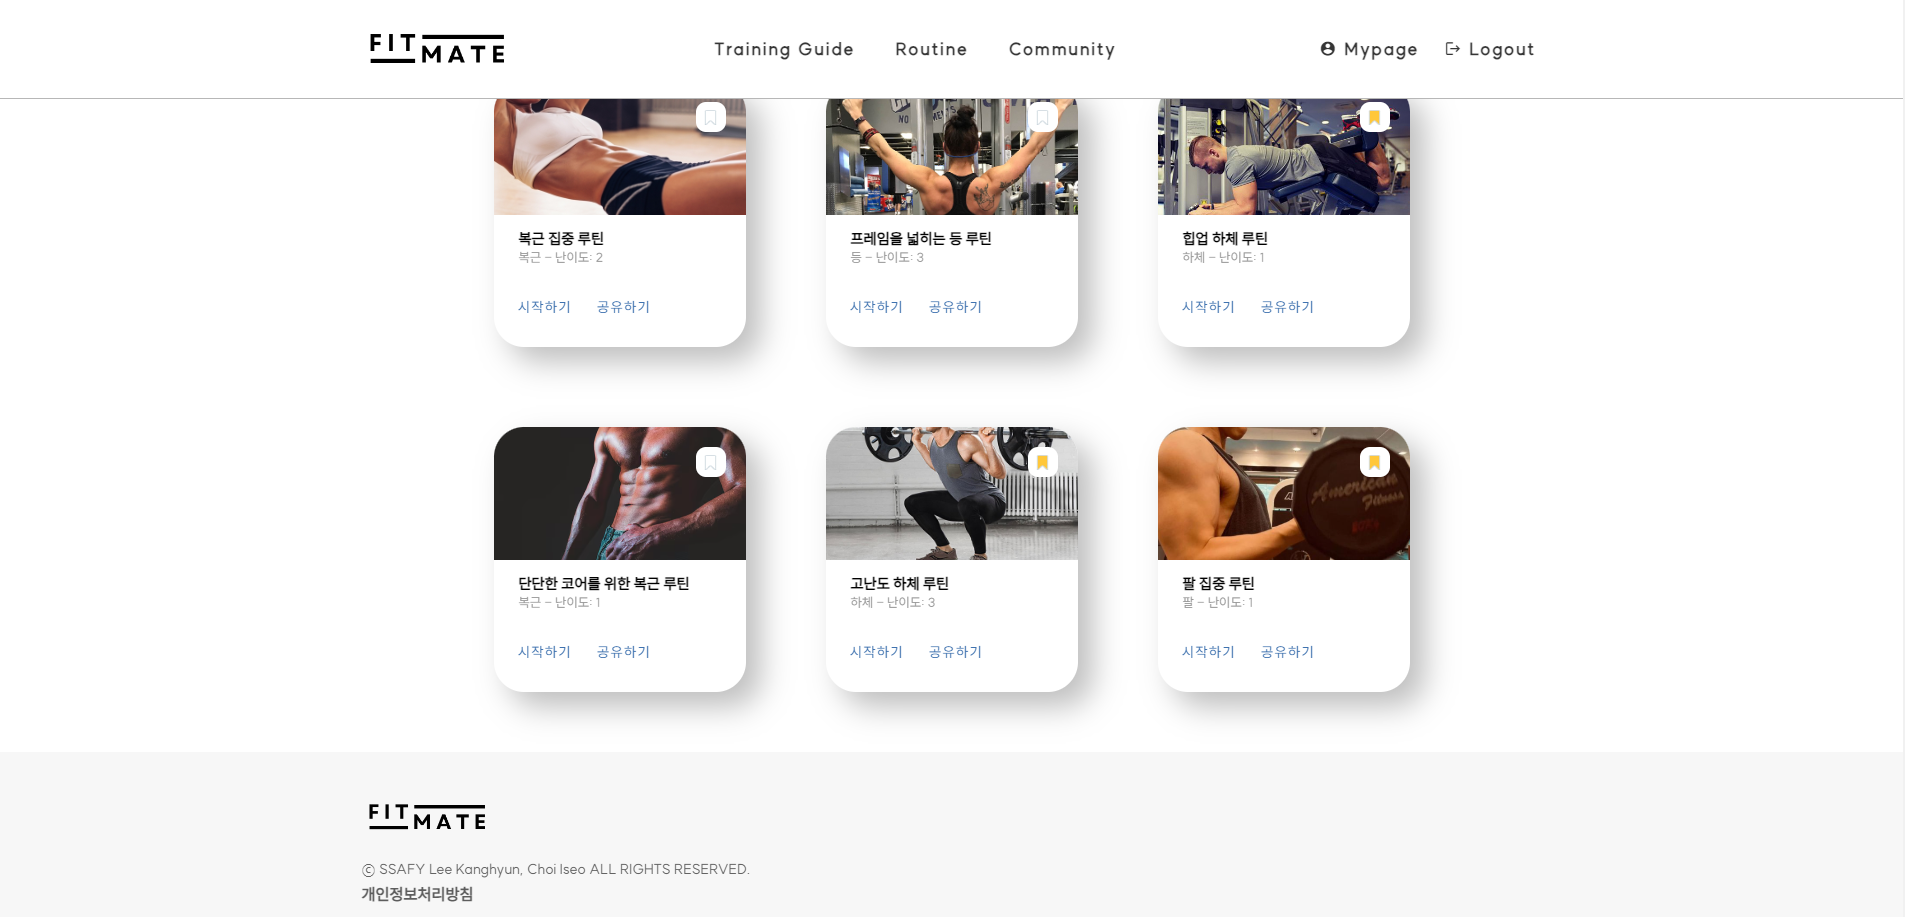 FIT MATE
Training Guide
Routine
Community
Mypage
Logout
복근 집중 루틴
복근 - 난이도: 2
시작하기 공유하기
프레임을 넓히는 등 루틴
등 - 난이도: 3
시작하기 공유하기
힙업 하체 루틴
하체 - 난이도: 1
시작하기 공유하기
단단한 코어를 위한 복근 루틴
복근 - 난이도: 1
시작하기 공유하기
고난도 하체 루틴
하체 - 난이도: 3
시작하기 공유하기
American
Fitness
팔 집중 루틴
팔 - 난이도: 1
시작하기 공유하기
FIT MATE
© SSAFY Lee Kanghyun, Choi Iseo ALL RIGHTS RESERVED.
개인정보처리방침